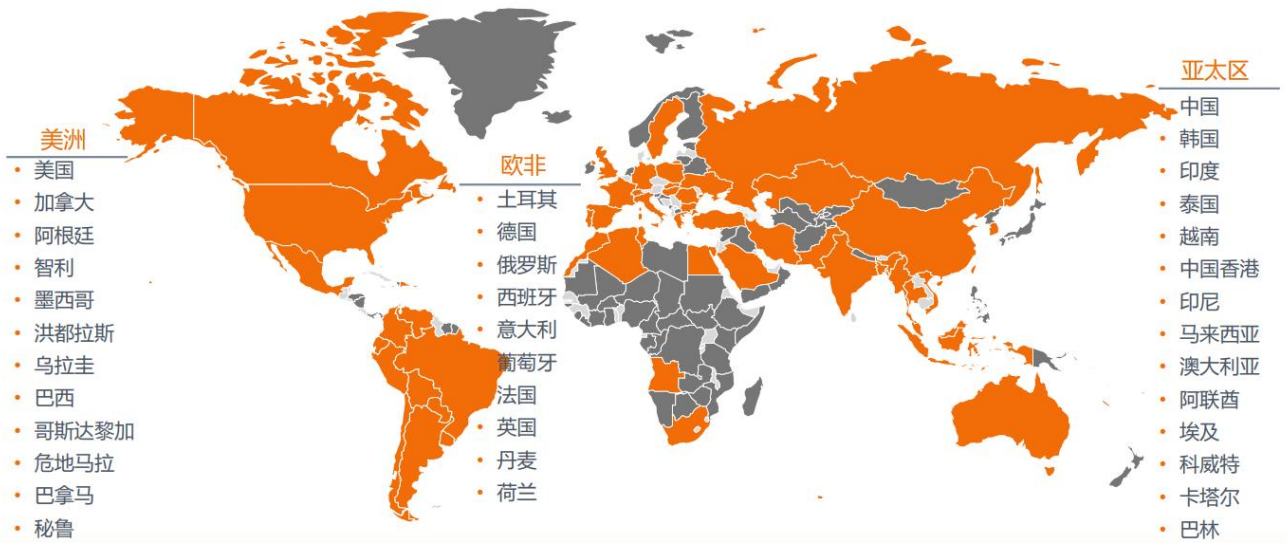 美洲
• 美国
• 加拿大
• 阿根廷
• 智利
• 墨西哥
• 洪都拉斯
• 乌拉圭
• 巴西
• 哥斯达黎加
• 危地马拉
• 巴拿马
• 秘鲁
欧非
• 土耳其
• 德国
• 俄罗斯
• 西班牙
• 意大利
• 葡萄牙
• 法国
• 英国
• 丹麦
• 荷兰
亚太区
• 中国
• 韩国
• 印度
• 泰国
• 越南
• 中国香港
• 印尼
• 马来西亚
• 澳大利亚
• 阿联酋
• 埃及
• 科威特
• 卡塔尔
• 巴林